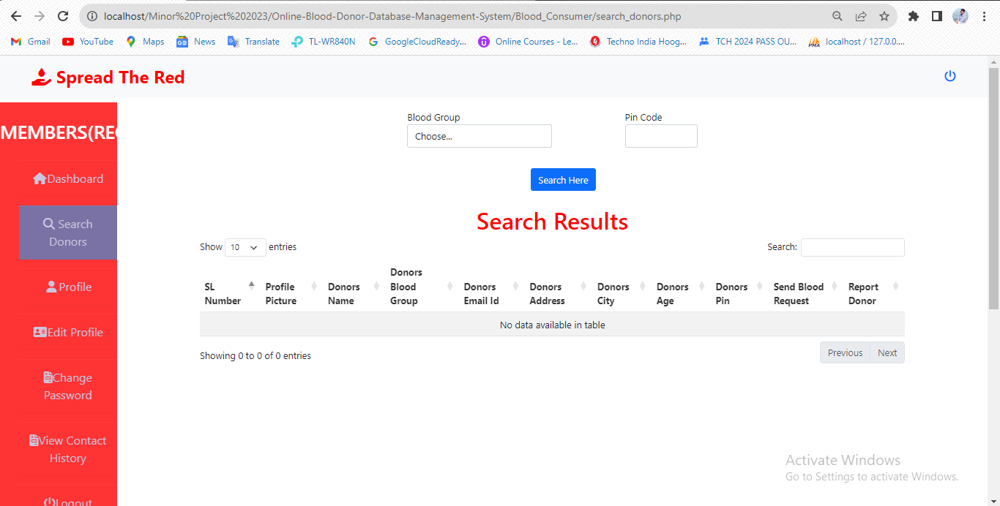 localhost/Minor%20Project%202023/Online-Blood-Donor-Database-Management-System/Blood_Consumer/search_donors.php
Gmail YouTube Maps News Translate TL-WR840N GoogleCloudReady... Online Courses - Le... Techno India Hoog... TCH 2024 PASS OU... localhost / 127.0.0....
Spread The Red
MEMBERS(REC
Dashboard
Search
Donors
Profile
Edit Profile
Change
Password
View Contact
History
Logout
Blood Group Pin Code
Choose...
Search Here
Search Results
Show 10 entries Search:
SL Number Profile Picture Donors Name Donors Blood Group Donors Email Id Donors Address Donors City Donors Age Donors Pin Send Blood Request Report Donor
No data available in table
Showing 0 to 0 of 0 entries Previous Next
Activate Windows
Go to Settings to activate Windows.